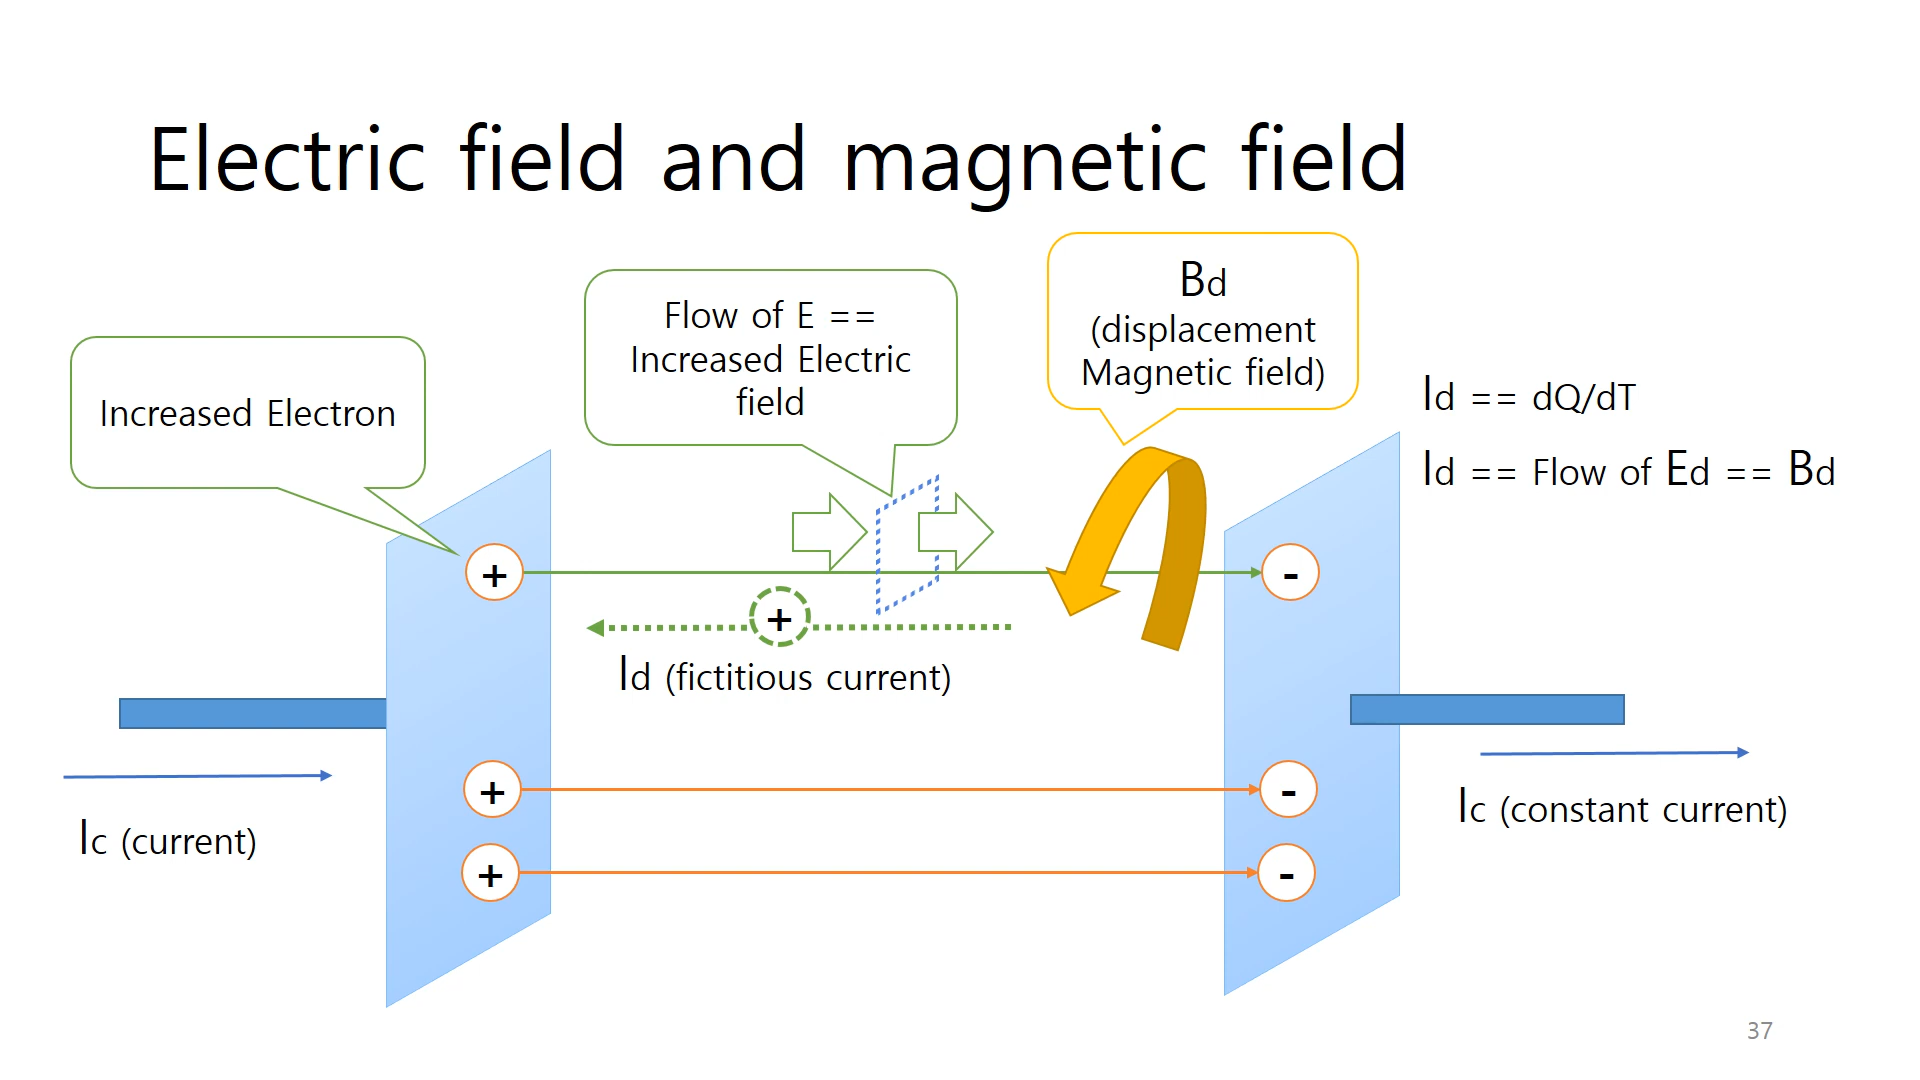 Electric field and magnetic field
Bd
(displacement
Magnetic field)
Flow of E ==
Increased Electric
field
Increased Electron
Id == dQ/dT
Id == Flow of Ed == Bd
+
-
+
Id (fictitious current)
Ic (current)
+
-
Ic (constant current)
+
-
37